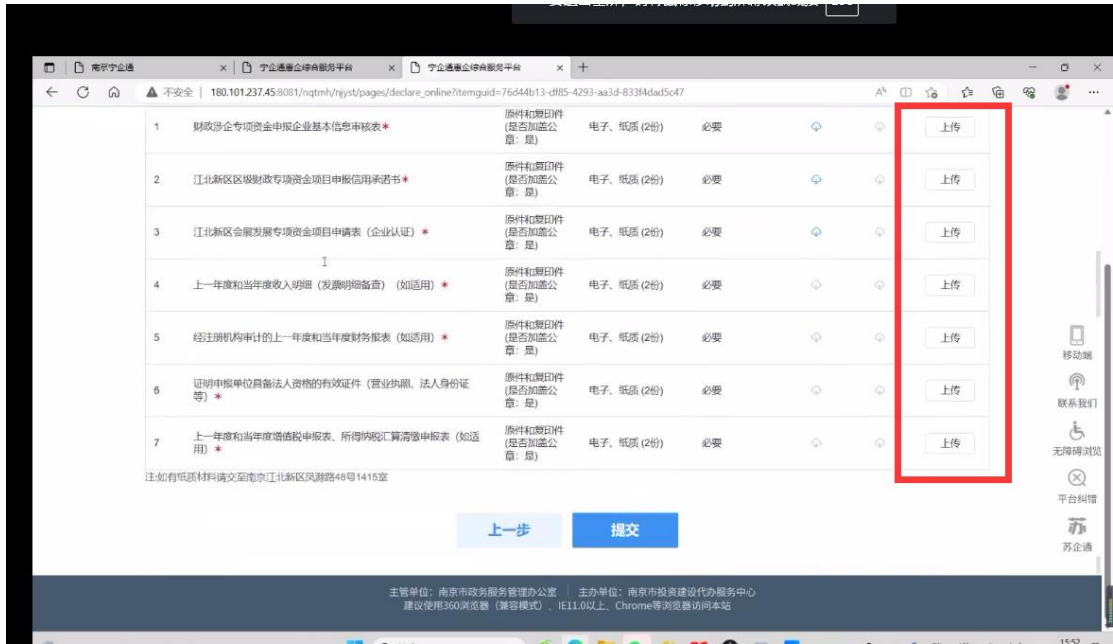 南京宁企通
宁企通惠企综合服务平台
宁企通惠企综合服务平台
不安全 180.101.237.45:8081/nqtmh/njyst/pages/declare_online?itemguid=76d44b13-df85-4293-aa3d-833f4dad5c47
1 财政涉企专项资金申报企业基本信息审核表* 原件和复印件 电子、纸质 (2份) 必要 上传
(是否加盖公
章: 是)
2 江北新区区级财政专项资金项目申报信用承诺书* 原件和复印件 电子、纸质 (2份) 必要 上传
(是否加盖公
章: 是)
3 江北新区会展发展专项资金项目申请表（企业认证）* 原件和复印件 电子、纸质 (2份) 必要 上传
(是否加盖公
章: 是)
4 上一年度和当年度收入明细（发票明细备查）（如适用）* 原件和复印件 电子、纸质 (2份) 必要 上传
(是否加盖公
章: 是)
5 经注册机构审计的上一年度和当年度财务报表（如适用）* 原件和复印件 电子、纸质 (2份) 必要 上传
(是否加盖公
章: 是)
6 证明申报单位具备法人资格的有效证件（营业执照、法人身份证
等）* 原件和复印件 电子、纸质 (2份) 必要 上传
(是否加盖公
章: 是)
7 上一年度和当年度增值税申报表、所得纳税汇算清缴申报表（如适
用）* 原件和复印件 电子、纸质 (2份) 必要 上传
(是否加盖公
章: 是)
注:如有纸质材料请交至南京江北新区凤滁路48号1415室
上一步 提交
移动端
联系我们
无障碍浏览
平台纠错
苏企通
主管单位：南京市政务服务管理办公室 主办单位：南京市投资建设代办服务中心
建议使用360浏览器（兼容模式）、IE11.0以上、Chrome等浏览器访问本站
15:52